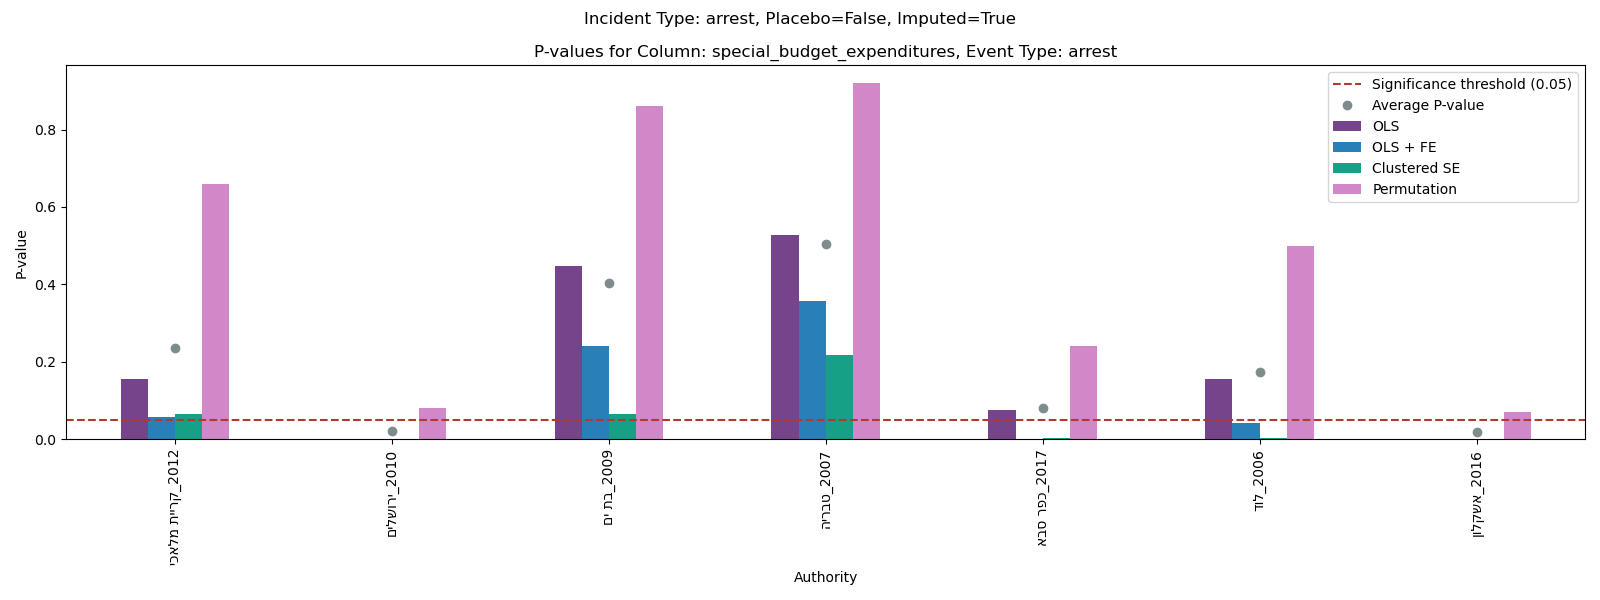 Incident Type: arrest, Placebo=False, Imputed=True
P-values for Column: special_budget_expenditures, Event Type: arrest
Significance threshold (0.05)
Average P-value
OLS
OLS + FE
Clustered SE
Permutation
P-value
0.8
0.6
0.4
0.2
0.0
קריית מלאכי_2012
ירושלים_2010
בת ים_2009
טבריה_2007
כפר סבא_2017
לוד_2006
אשקלון_2016
Authority